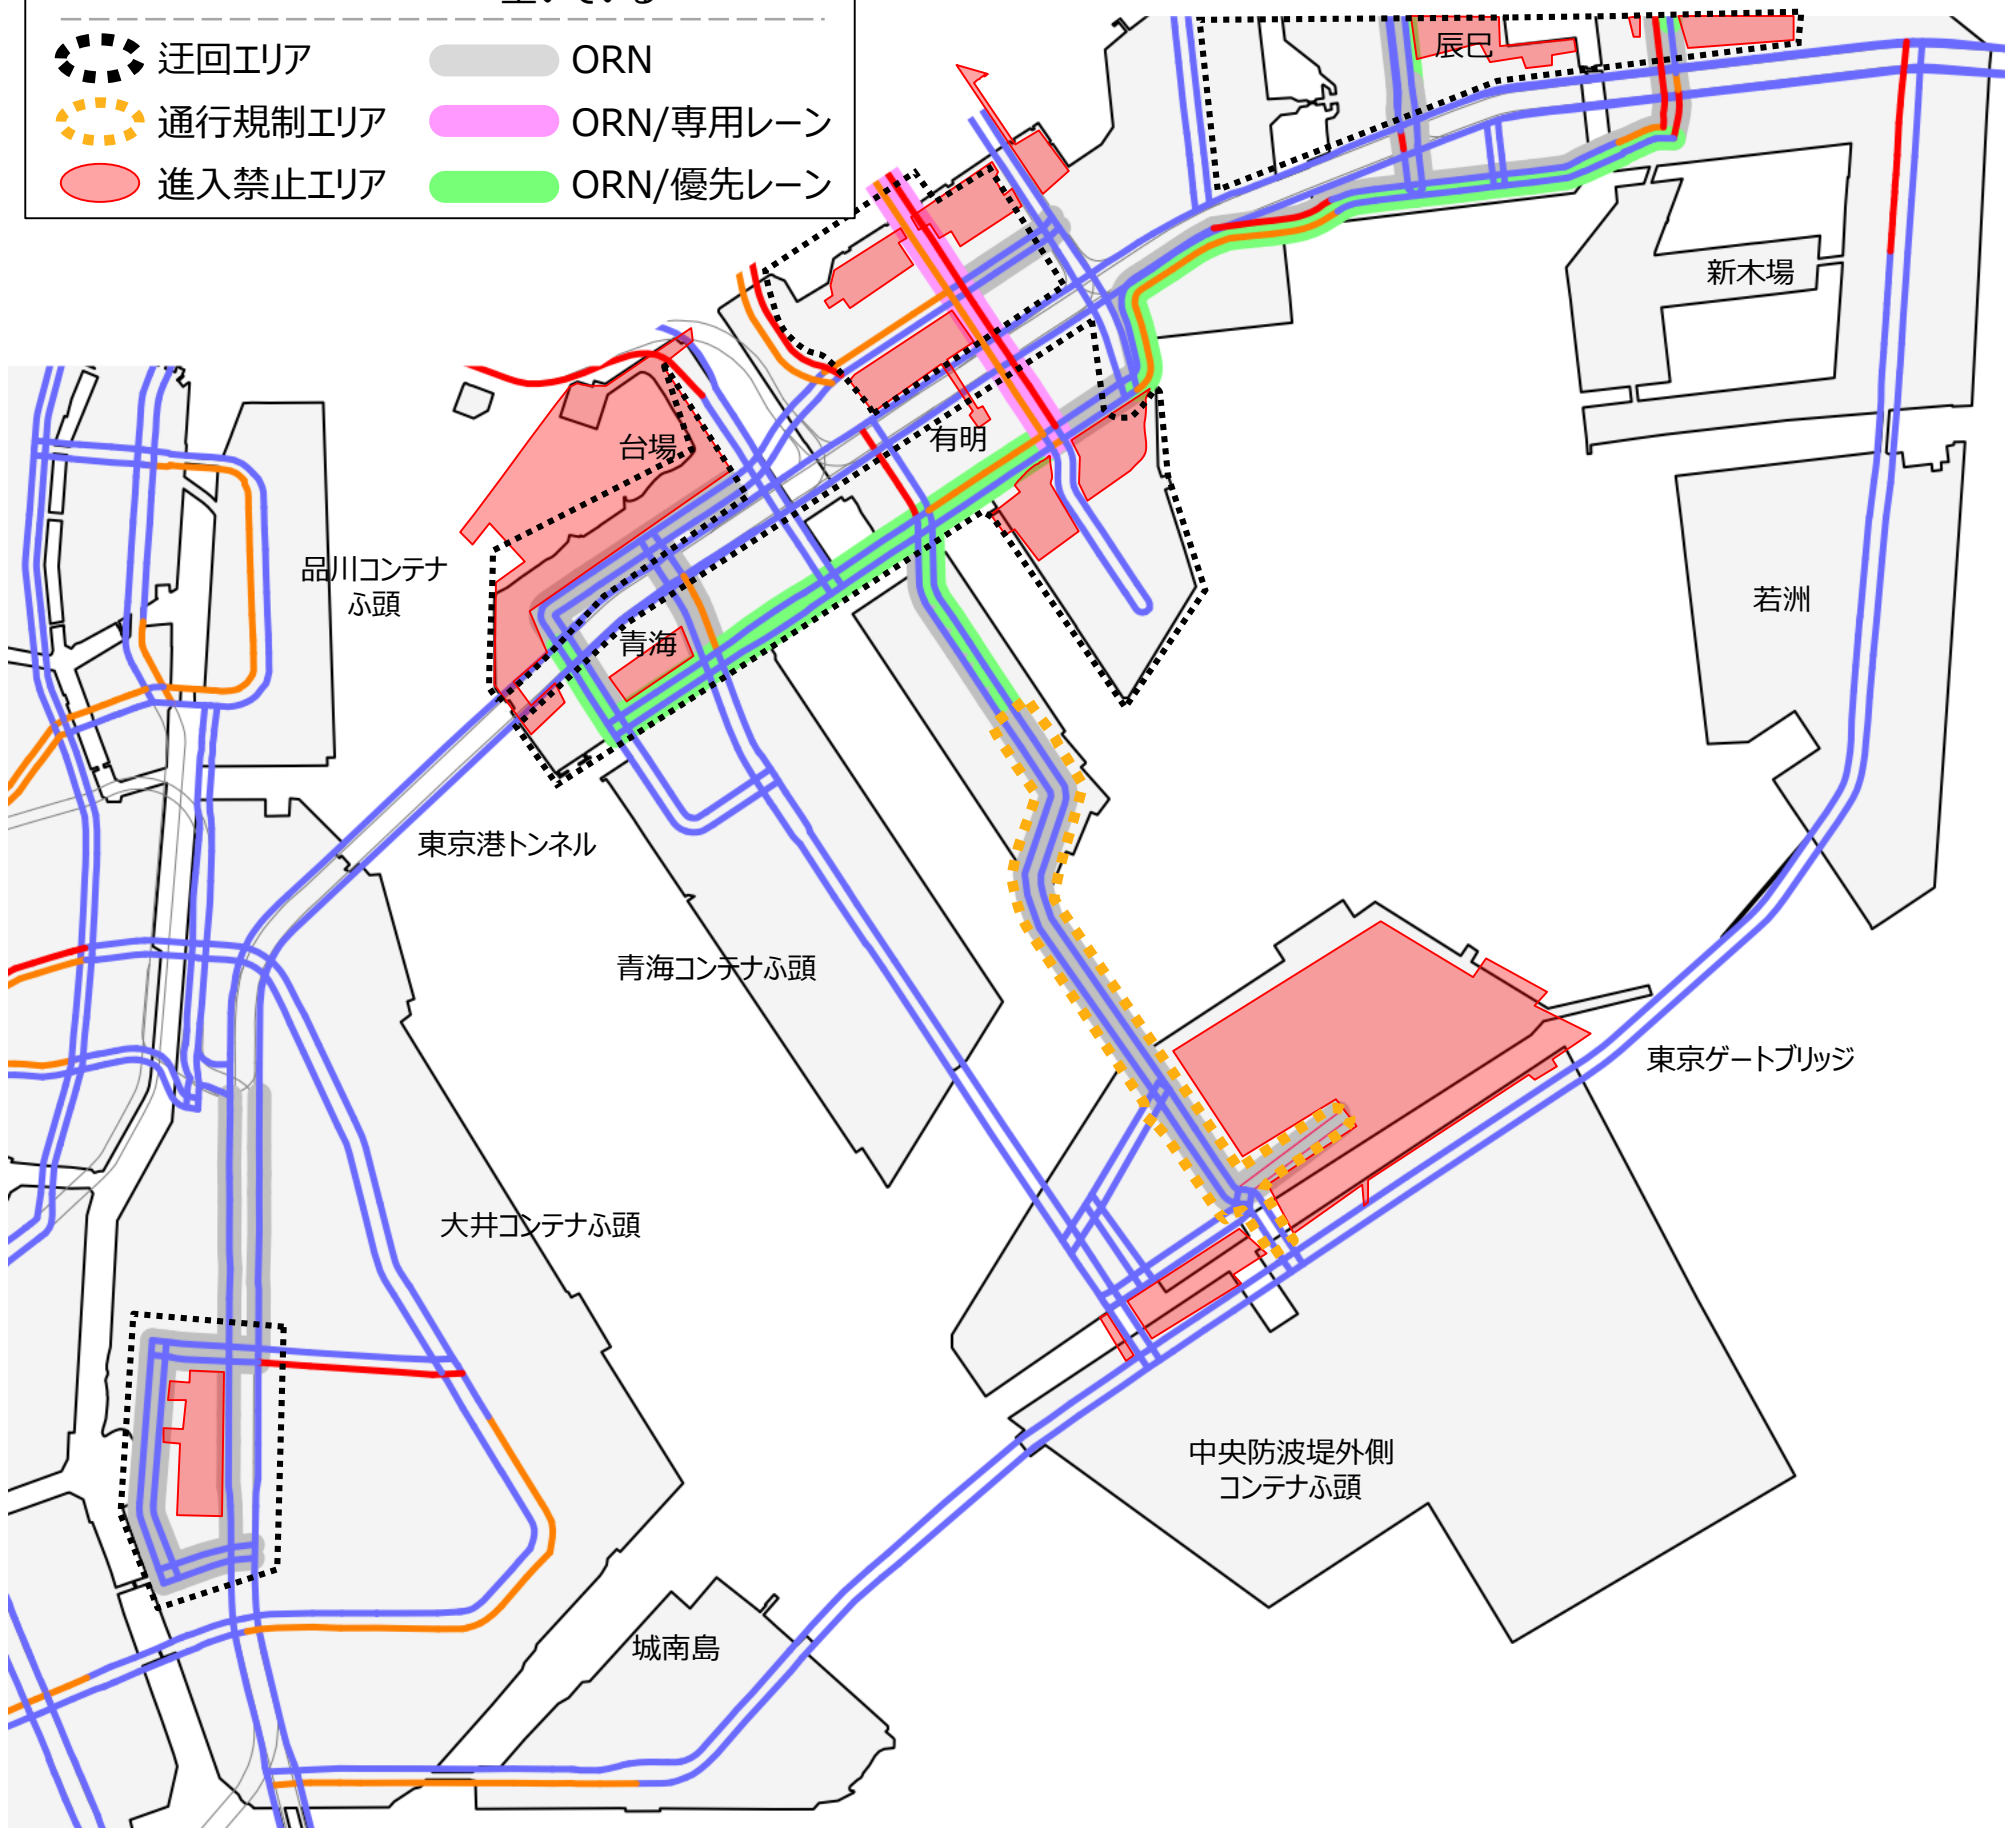 空いている
迂回エリア
ORN
通行規制エリア
ORN/専用レーン
進入禁止エリア
ORN/優先レーン
辰巳
新木場
有明
台場
品川コンテナ
ふ頭
若洲
青海
東京港トンネル
青海コンテナふ頭
東京ゲートブリッジ
大井コンテナふ頭
中央防波堤外側
コンテナふ頭
城南島